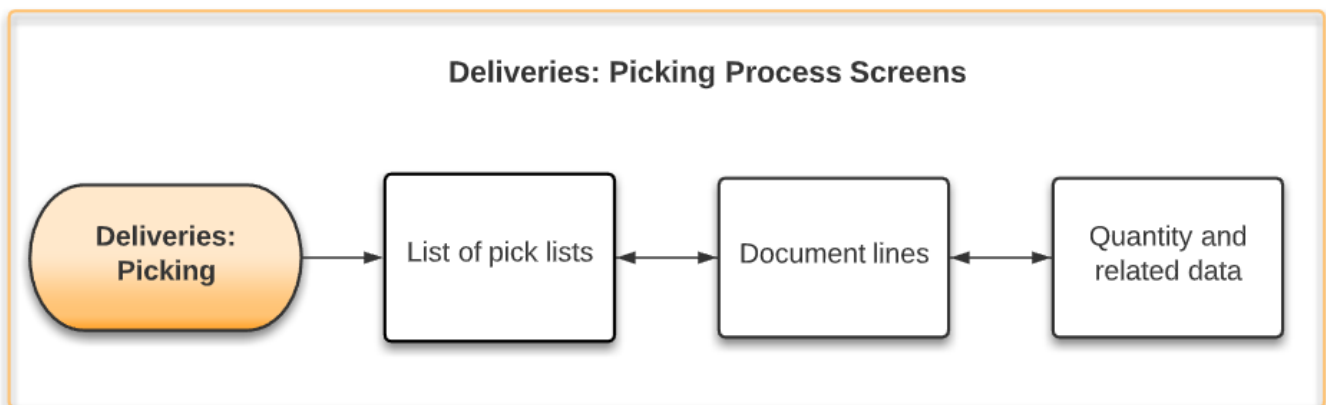 Deliveries: Picking Process Screens
Deliveries:
Picking
List of pick lists
Document lines
Quantity and
related data